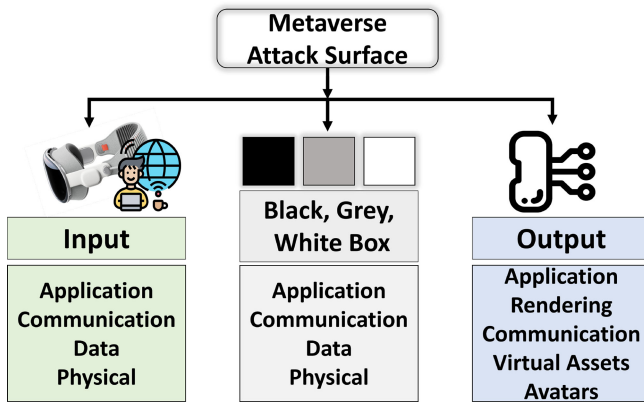 Metaverse
Attack Surface
Input
Black, Grey,
White Box
Output
Application
Communication
Data
Physical
Application
Communication
Data
Physical
Application
Rendering
Communication
Virtual Assets
Avatars